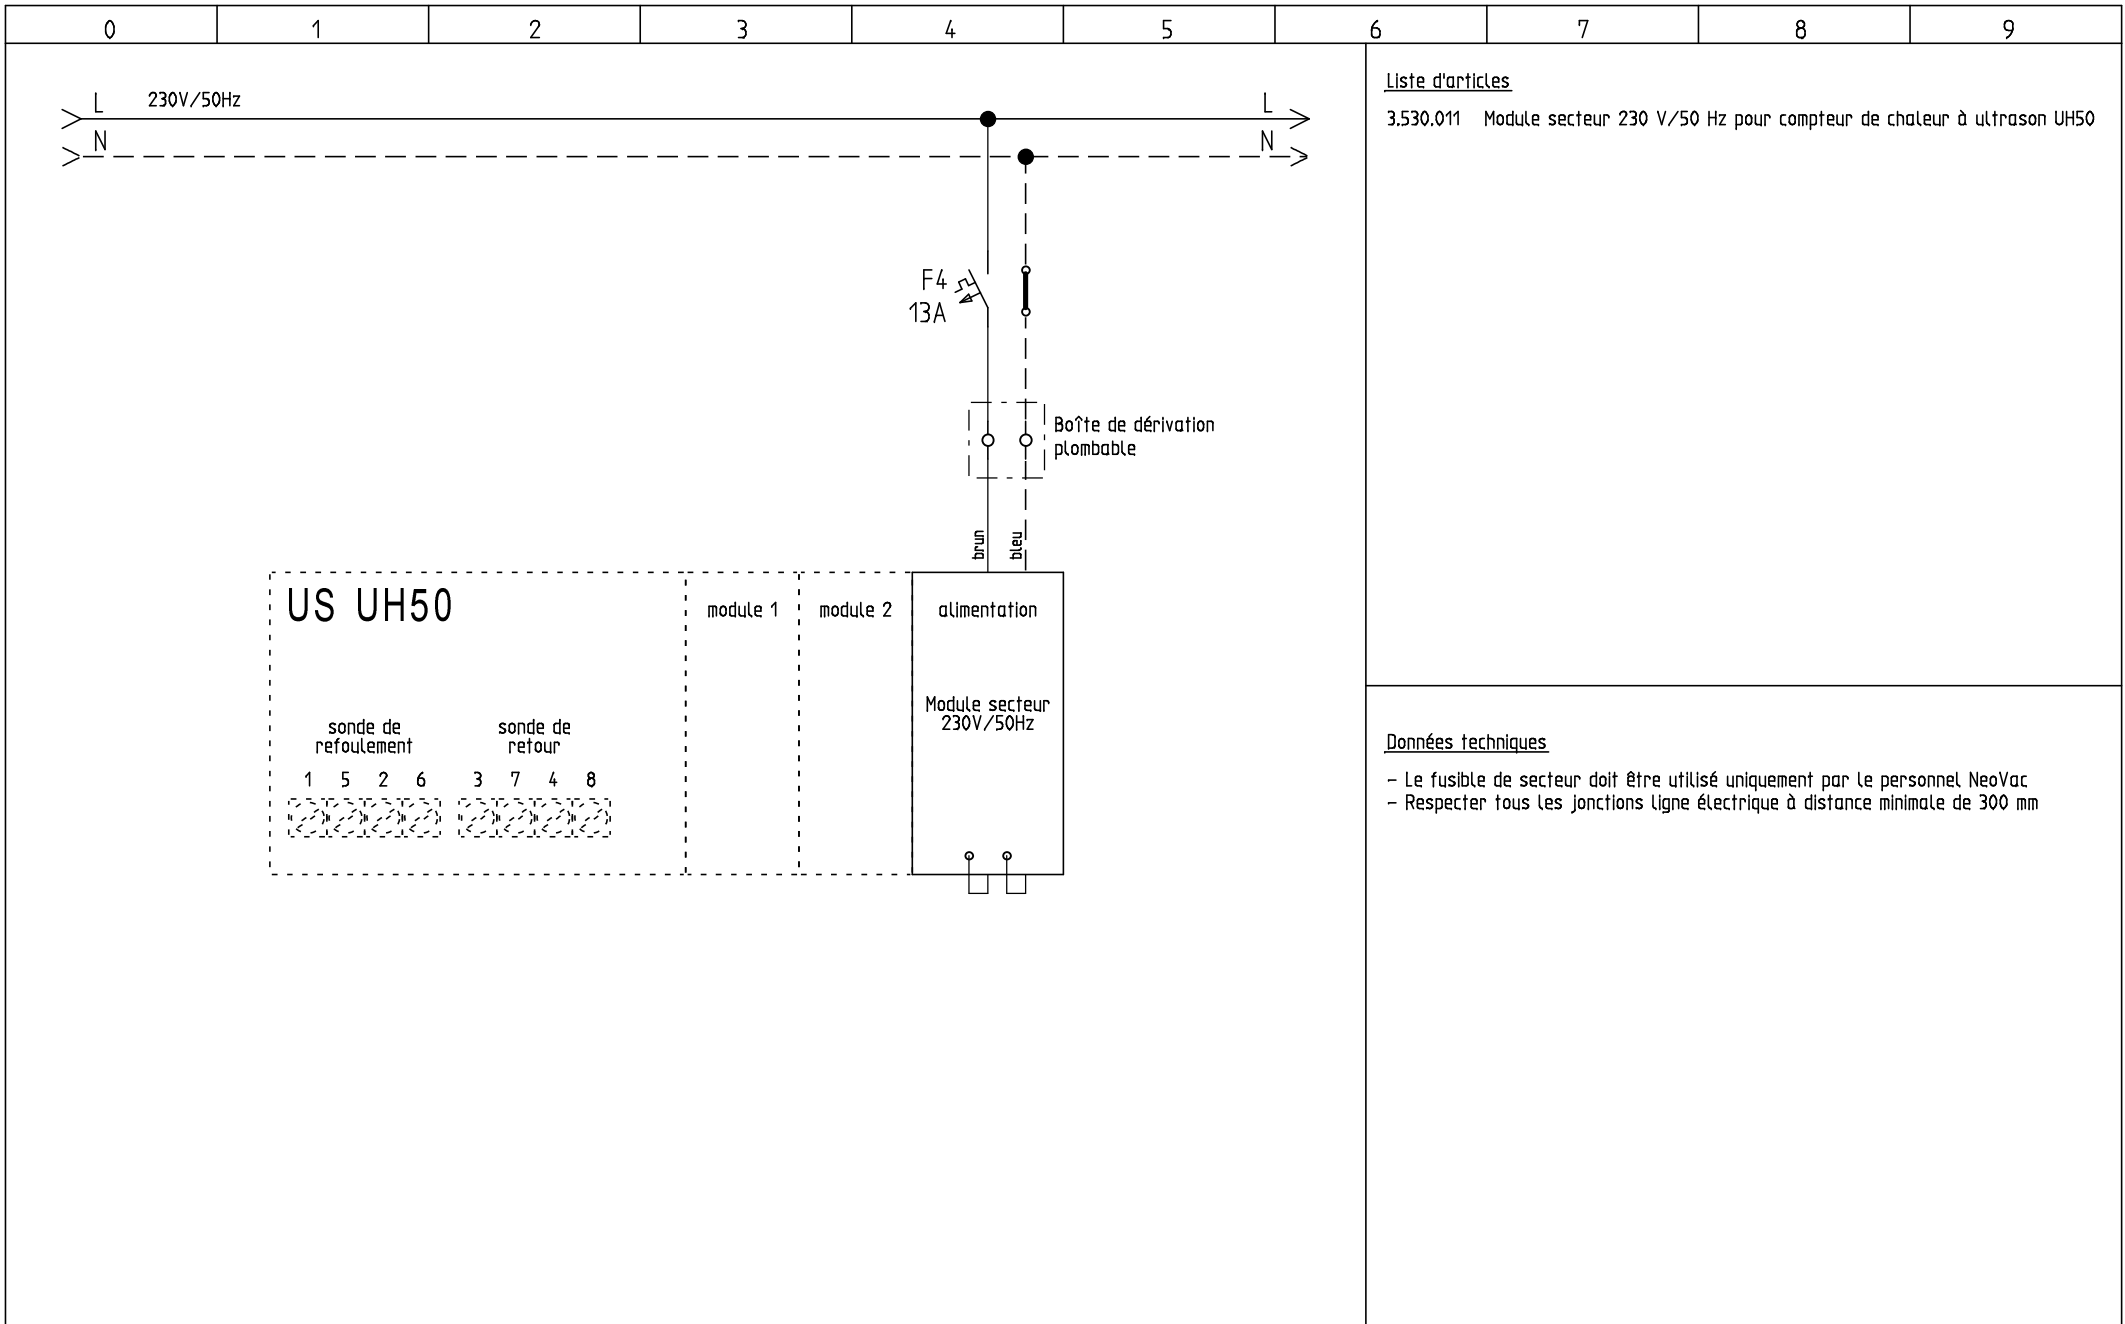 0 1 2 3 4 5 6 7 8 9
L 230V/50Hz L
N N
F4
13A
Boîte de dérivation
plombable
brun
bleu
US UH50
module 1
module 2
alimentation
Module secteur
230V/50Hz
sonde de
refoulement
sonde de
retour
1 5 2 6
3 7 4 8
Liste d'articles
3.530.011 Module secteur 230 V/50 Hz pour compteur de chaleur à ultrason UH50
Données techniques
- Le fusible de secteur doit être utilisé uniquement par le personnel NeoVac
- Respecter tous les jonctions ligne électrique à distance minimale de 300 mm